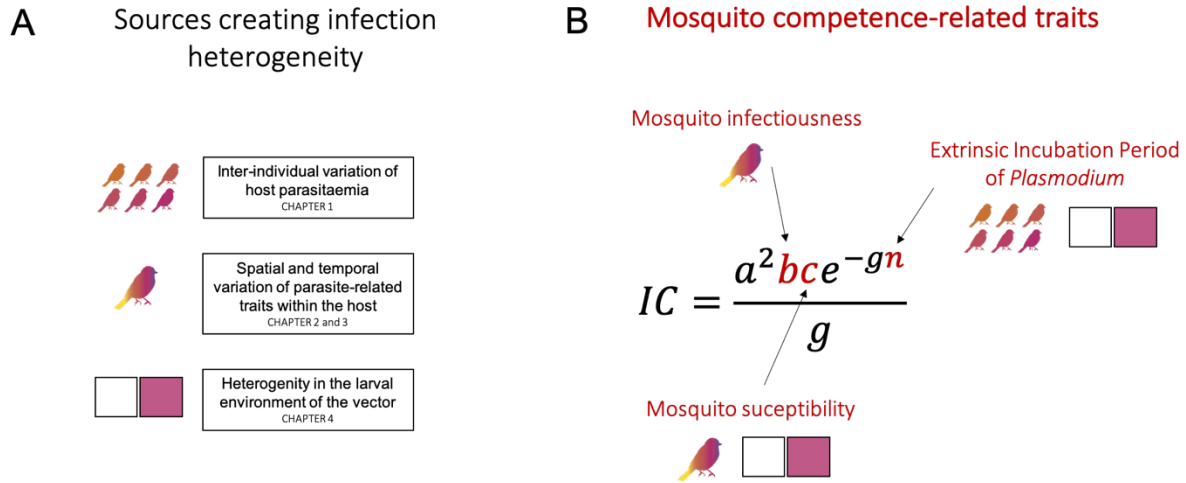 A
Sources creating infection
heterogeneity
Inter-individual variation of
host parasitaemia
CHAPTER 1
Spatial and temporal
variation of parasite-related
traits within the host
CHAPTER 2 and 3
Heterogenity in the larval
environment of the vector
CHAPTER 4
B
Mosquito competence-related traits
Mosquito infectiousness
Extrinsic Incubation Period
of Plasmodium
IC = a²bce⁻ᵍⁿ / g
Mosquito suceptibility